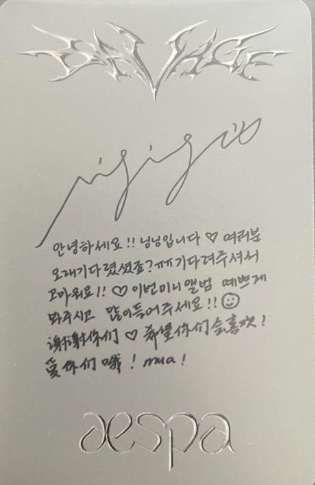 SAVAGE
안녕하세요!! 닝닝입니다♡ 여러분
오래기다렸셨죠? ㅠㅠ기다려주셔서
고마워요!! ♡ 이번미니앨범 예쁘게
봐주시고 많이들어주세요!! ☺
谢谢你们♡ 希望你们会喜欢!
爱你们哦! mua!
aespa